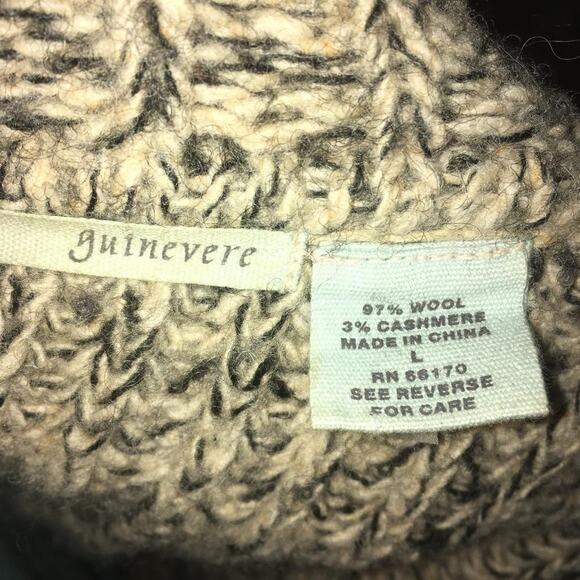 guinevere
97% WOOL
3% CASHMERE
MADE IN CHINA
L
RN 66170
SEE REVERSE
FOR CARE